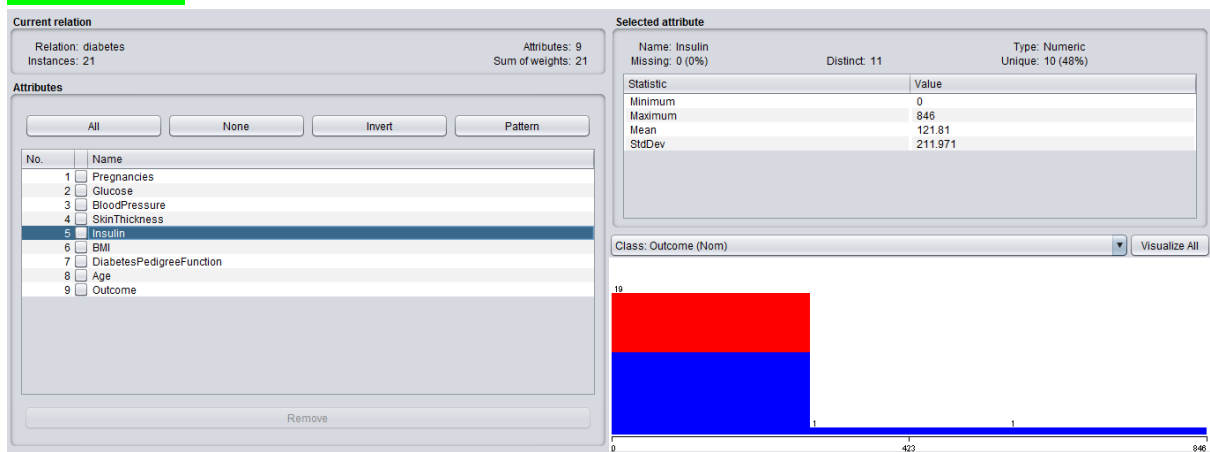 Current relation
Relation: diabetes Attributes: 9
Instances: 21 Sum of weights: 21
Attributes
All None Invert Pattern
No. Name
1 Pregnancies
2 Glucose
3 BloodPressure
4 SkinThickness
5 Insulin
6 BMI
7 DiabetesPedigreeFunction
8 Age
9 Outcome
Remove
Selected attribute
Name: Insulin Type: Numeric
Missing: 0 (0%) Distinct: 11 Unique: 10 (48%)
Statistic Value
Minimum 0
Maximum 846
Mean 121.81
StdDev 211.971
Class: Outcome (Nom) Visualize All
19
1 1
0 423 846